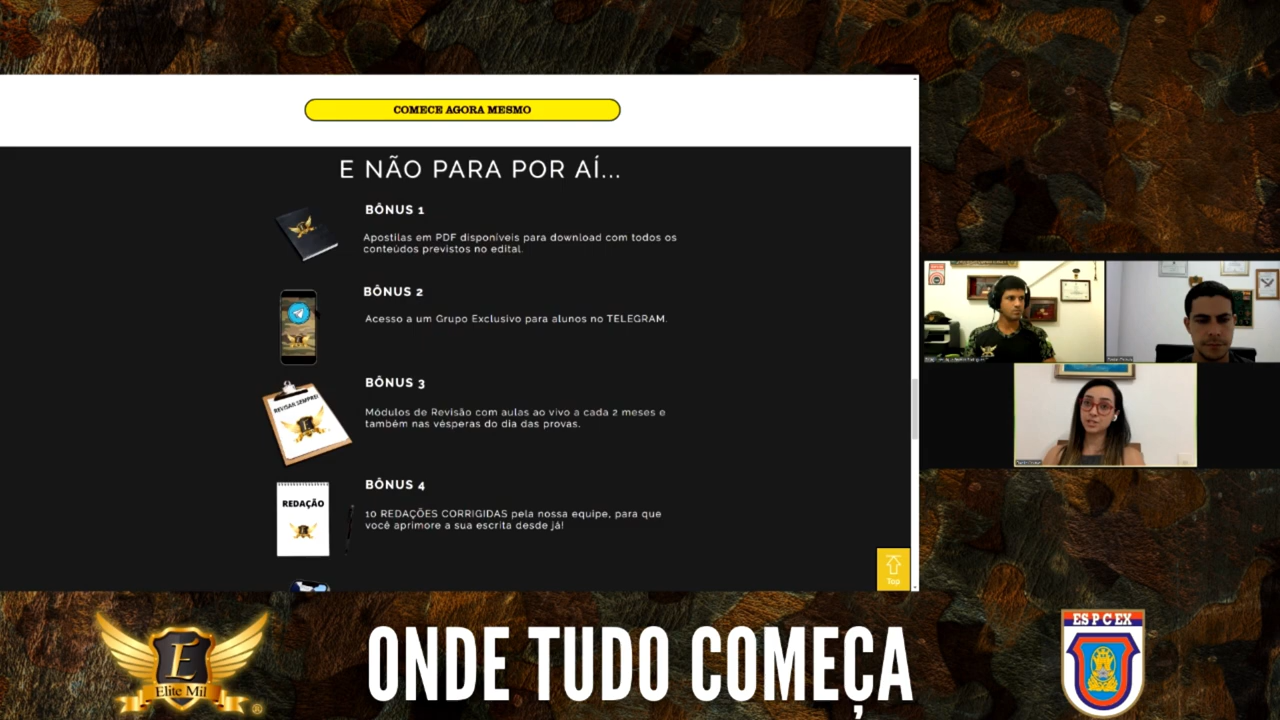 COMECE AGORA MESMO
E NÃO PARA POR AÍ...
BÔNUS 1
Apostilas em PDF disponíveis para download com todos os
conteúdos previstos no edital.
BÔNUS 2
Acesso a um Grupo Exclusivo para alunos no TELEGRAM.
BÔNUS 3
REVISAR SEMPRE!
Módulos de Revisão com aulas ao vivo a cada 2 meses e
também nas vésperas do dia das provas.
BÔNUS 4
REDAÇÃO
10 REDAÇÕES CORRIGIDAS pela nossa equipe, para que
você aprimore a sua escrita desde já!
Top
E
Elite Mil
®
ONDE TUDO COMEÇA
ESPCEX